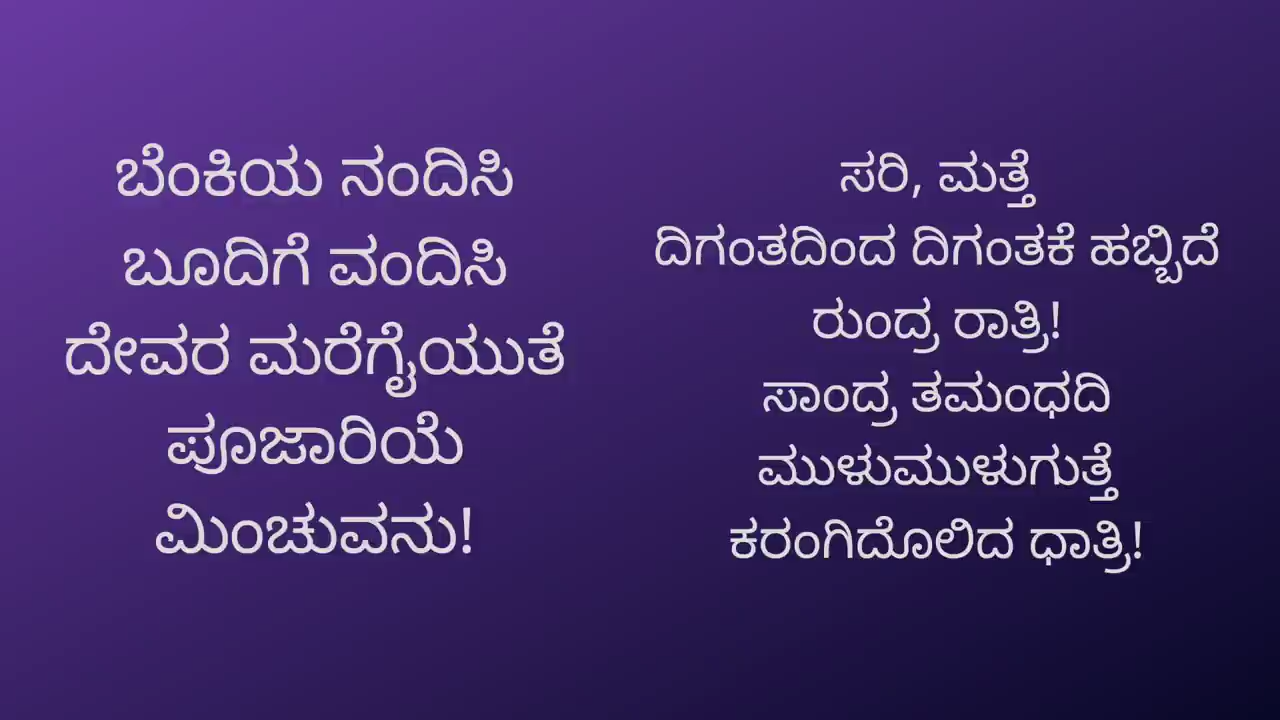 ಬೆಂಕಿಯ ನಂದಿಸಿ
ಬೂದಿಗೆ ವಂದಿಸಿ
ದೇವರ ಮರೆಗೈಯುತೆ
ಪೂಜಾರಿಯೆ
ಮಿಂಚುವನು!
ಸರಿ, ಮತ್ತೆ
ದಿಗಂತದಿಂದ ದಿಗಂತಕೆ ಹಬ್ಬಿದೆ
ರುಂದ್ರ ರಾತ್ರಿ!
ಸಾಂದ್ರ ತಮಂಧದಿ
ಮುಳುಮುಳುಗುತ್ತೆ
ಕರಂಗಿದೊಲಿದ ಧಾತ್ರಿ!